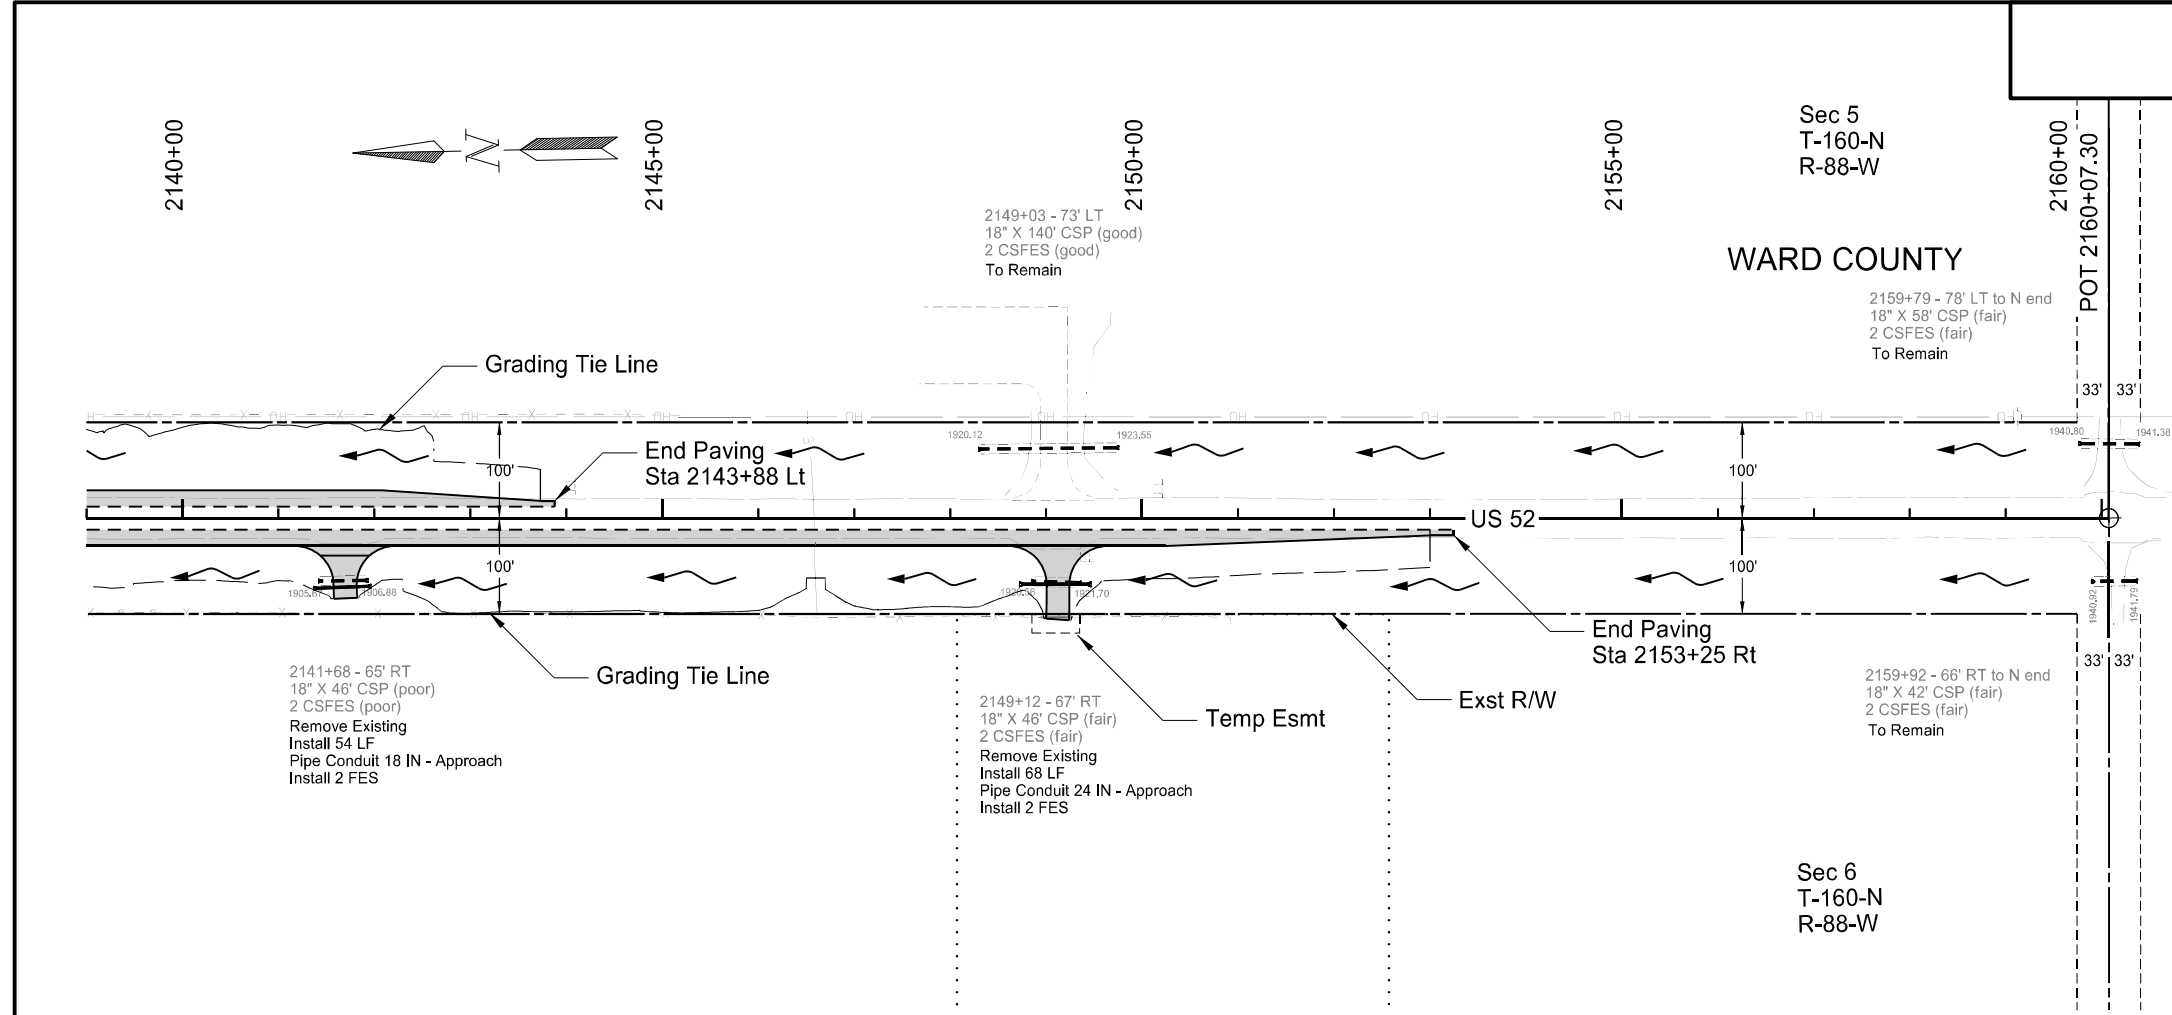 2140+00
2145+00
2150+00
2155+00
2160+00
POT 2160+07.30
N
Sec 5
T-160-N
R-88-W
WARD COUNTY
2149+03 - 73' LT
18" X 140' CSP (good)
2 CSFES (good)
To Remain
2159+79 - 78' LT to N end
18" X 58' CSP (fair)
2 CSFES (fair)
To Remain
33' 33'
Grading Tie Line
End Paving
Sta 2143+88 Lt
100'
1920.12
1923.55
100'
1940.80
1941.38
US 52
100'
100'
1905.67
1906.88
1921.70
1940.92
1941.79
End Paving
Sta 2153+25 Rt
33' 33'
2141+68 - 65' RT
18" X 46' CSP (poor)
2 CSFES (poor)
Remove Existing
Install 54 LF
Pipe Conduit 18 IN - Approach
Install 2 FES
Grading Tie Line
2149+12 - 67' RT
18" X 46' CSP (fair)
2 CSFES (fair)
Remove Existing
Install 68 LF
Pipe Conduit 24 IN - Approach
Install 2 FES
Temp Esmt
Exst R/W
2159+92 - 66' RT to N end
18" X 42' CSP (fair)
2 CSFES (fair)
To Remain
Sec 6
T-160-N
R-88-W